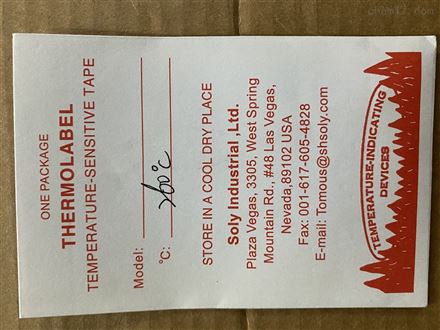 ONE PACKAGE
THERMOLABEL
TEMPERATURE-SENSITIVE TAPE
Model:
°C: 260°C
STORE IN A COOL DRY PLACE
Soly Industrial ,Ltd.
Plaza Vegas, 3305, West Spring
Mountain Rd., #48 Las Vegas,
Nevada,89102 USA
Fax: 001-617-605-4828
E-mail: Tomous@shsoly.com
TEMPERATURE-INDICATING
DEVICES